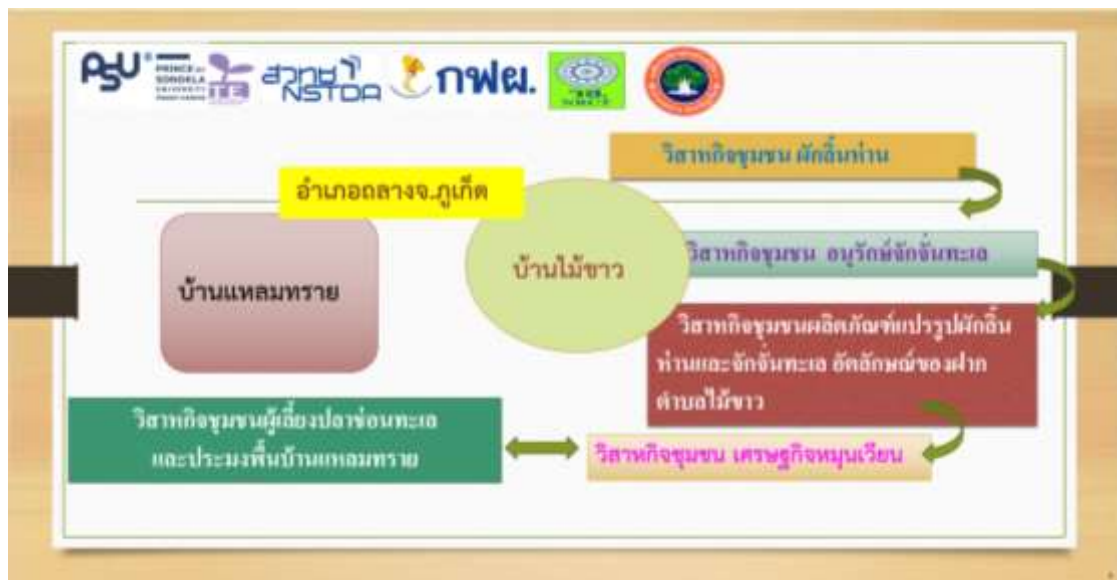 PSU
PRINCE OF
SONGKLA
UNIVERSITY
TE
สวทช
NSTDA
กฟผ.
วิสาหกิจชุมชน ผักลิ้นห่าน
อำเภอถลางจ.ภูเก็ต
บ้านไม้ขาว
วิสาหกิจชุมชน อนุรักษ์จักจั่นทะเล
บ้านแหลมทราย
วิสาหกิจชุมชนผลิตภัณฑ์แปรรูปผักลิ้น
ห่านและจักจั่นทะเล อัตลักษณ์ของฝาก
ตำบลไม้ขาว
วิสาหกิจชุมชนผู้เลี้ยงปลาช่อนทะเล
และประมงพื้นบ้านแหลมทราย
วิสาหกิจชุมชน เศรษฐกิจหมุนเวียน